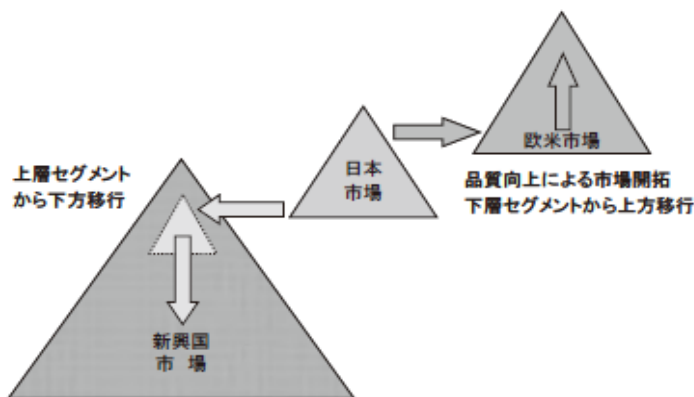 欧米市場
日本
市場
品質向上による市場開拓
下層セグメントから上方移行
上層セグメント
から下方移行
新興国
市 場